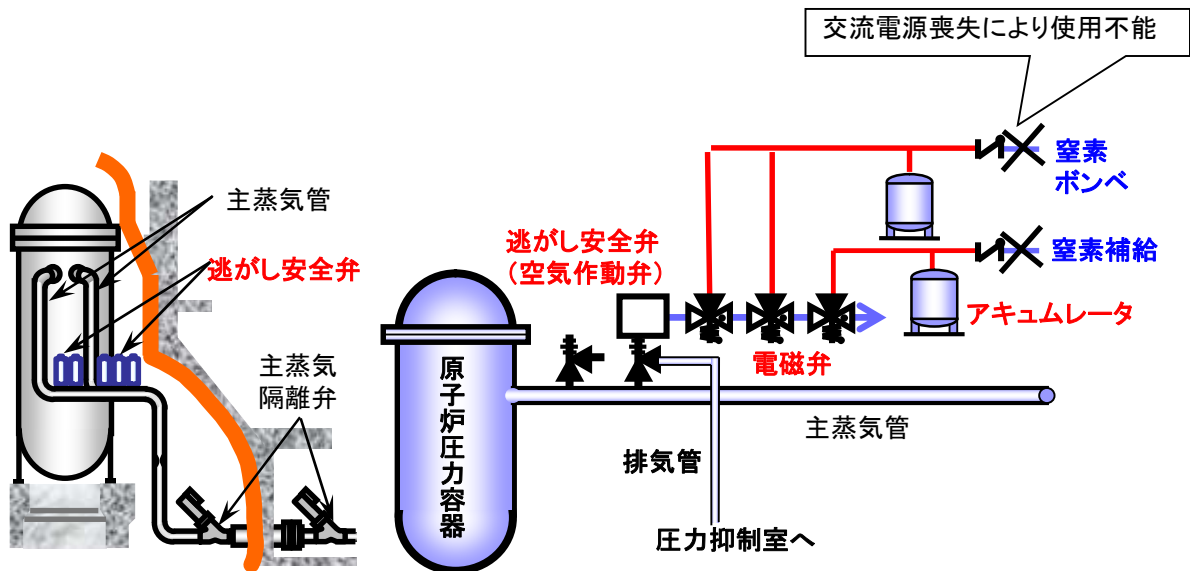 交流電源喪失により使用不能
窒素
ボンベ
主蒸気管
逃がし安全弁
逃がし安全弁
（空気作動弁）
窒素補給
アキュムレータ
電磁弁
主蒸気
隔離弁
原子炉圧力容器
主蒸気管
排気管
圧力抑制室へ